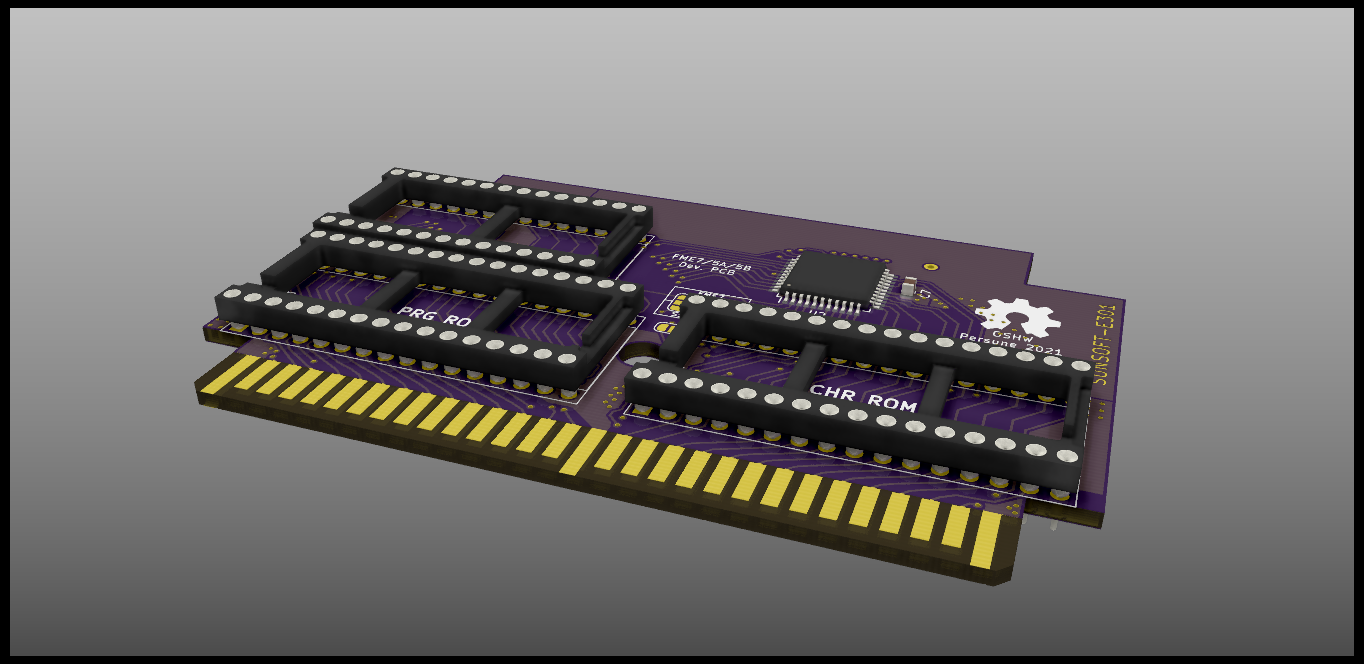 FME7/5A/5B
Dev. PCB
PRG RO
CHR ROM
OSHW
Persune 2021
SUNSOFT-E301